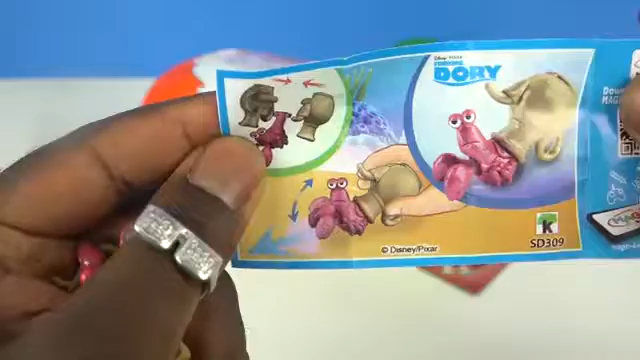 Disney · PIXAR
FINDING
DORY
SD309
© Disney/Pixar